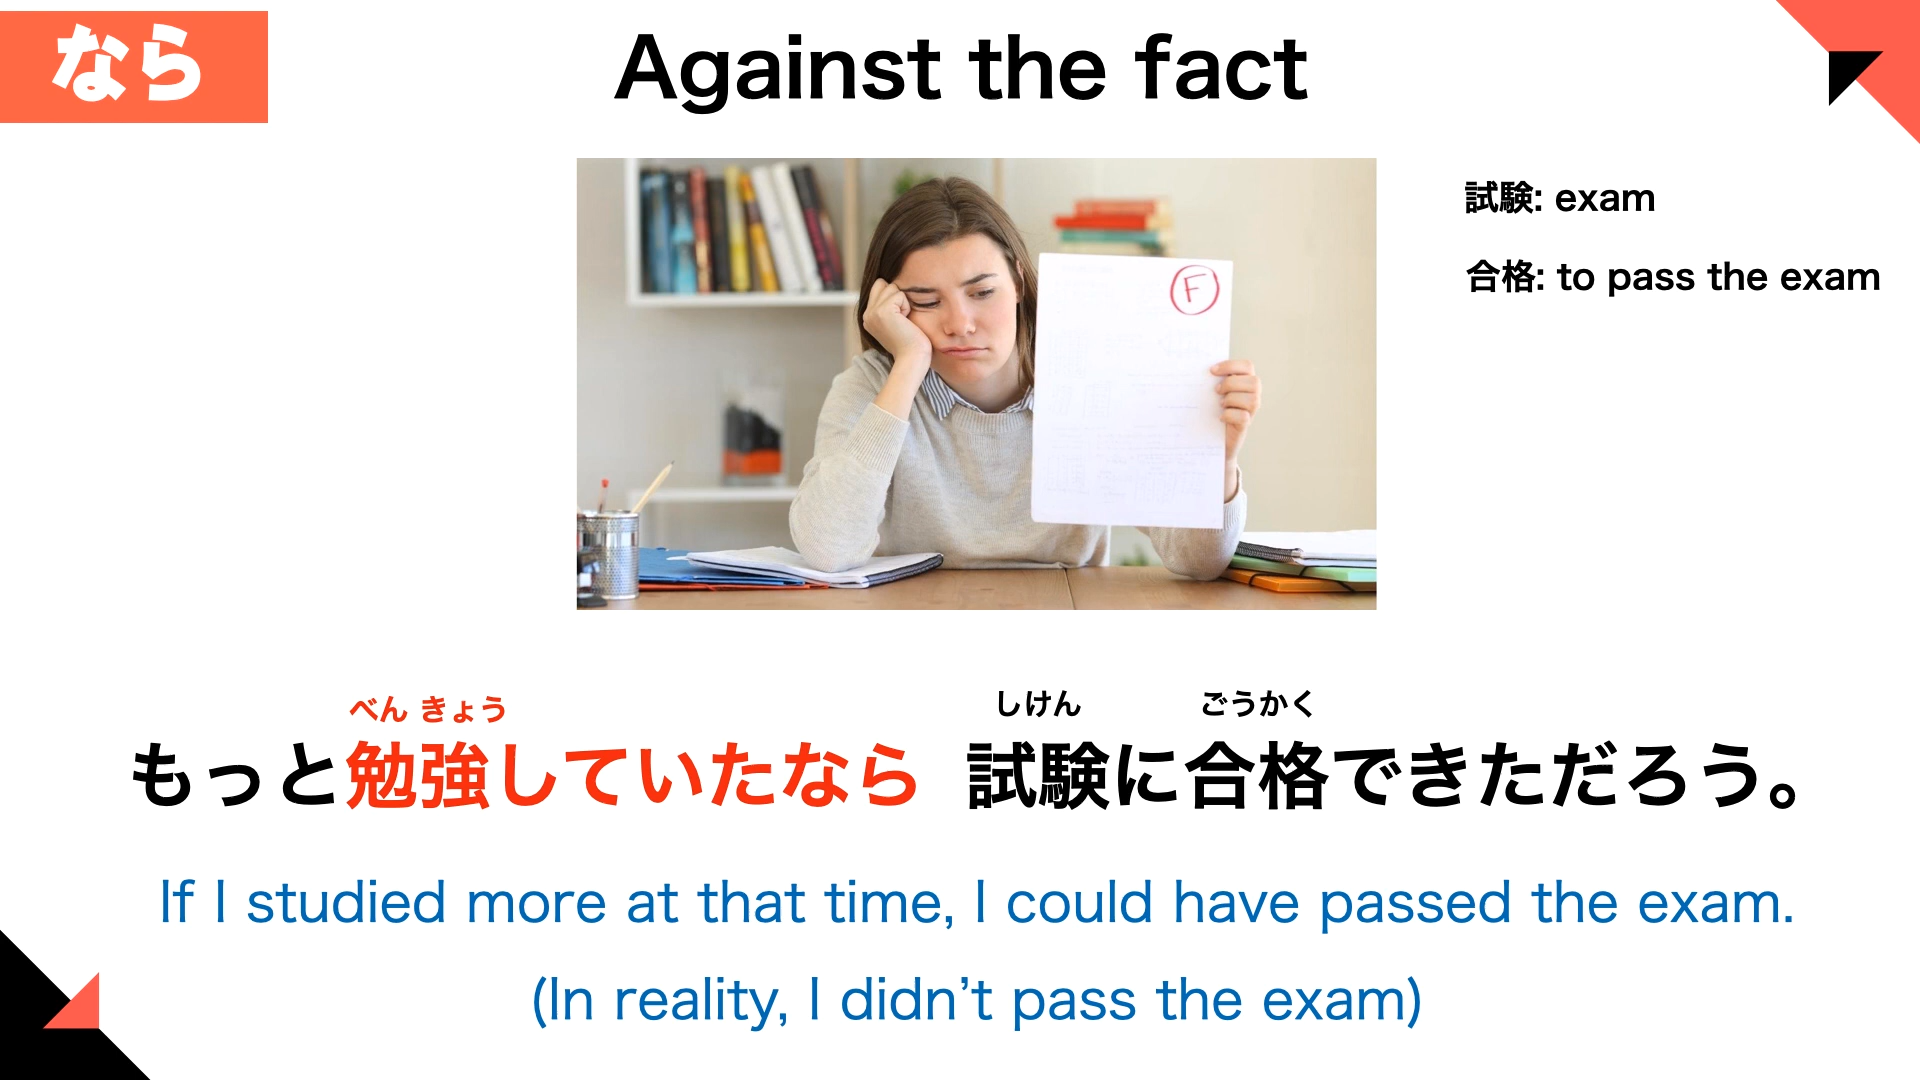 なら
Against the fact
F
試験: exam
合格: to pass the exam
べん きょう しけん ごうかく
もっと勉強していたなら 試験に合格できただろう。
If I studied more at that time, I could have passed the exam.
(In reality, I didn’t pass the exam)